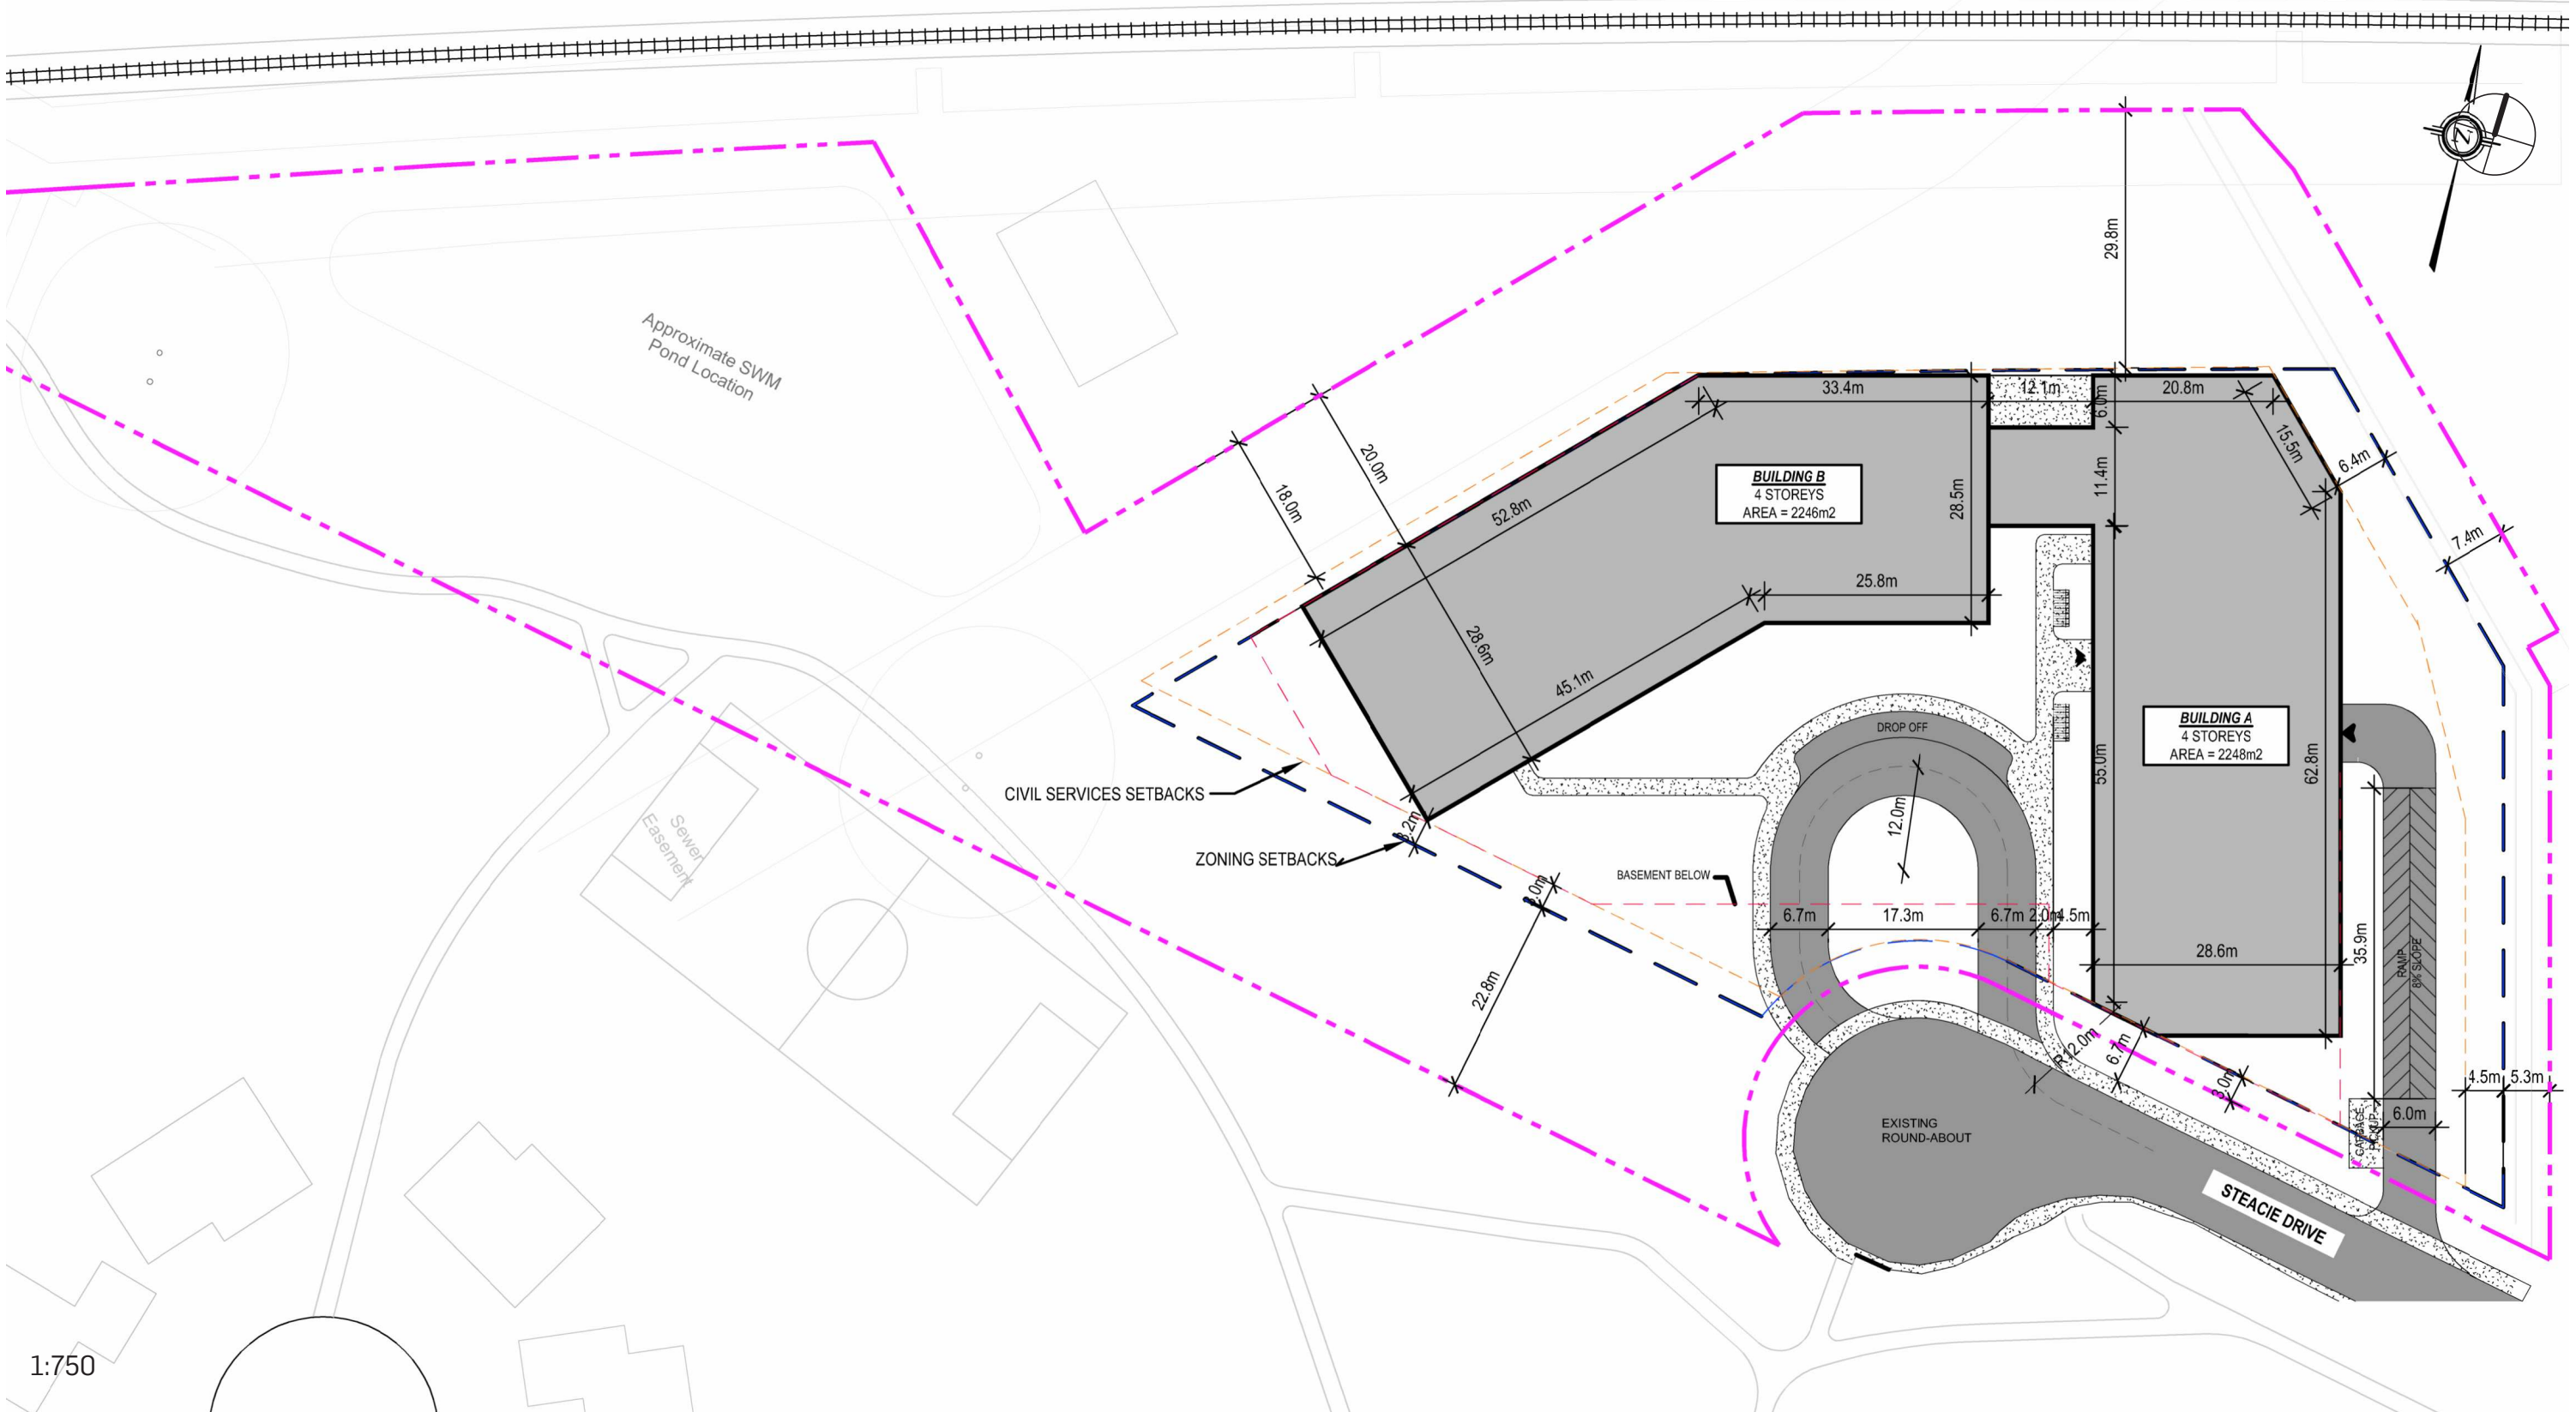 29.8m
Approximate SWM
Pond Location
N
33.4m
12.1m
20.8m
6.0m
15.5m
6.4m
20.0m
18.0m
52.8m
BUILDING B
4 STOREYS
AREA = 2246m2
28.5m
11.4m
7.4m
25.8m
28.6m
45.1m
BUILDING A
4 STOREYS
AREA = 2248m2
DROP OFF
55.0m
62.8m
CIVIL SERVICES SETBACKS
12.0m
Sewer
Easement
ZONING SETBACKS
BASEMENT BELOW
3.0m
6.7m
17.3m
6.7m
2.0m
4.5m
28.6m
35.9m
RAMP
8% SLOPE
22.8m
R12.0m
6.7m
3.0m
4.5m
5.3m
6.0m
GARBAGE
PICKUP
EXISTING
ROUND-ABOUT
STEACIE DRIVE
1:750